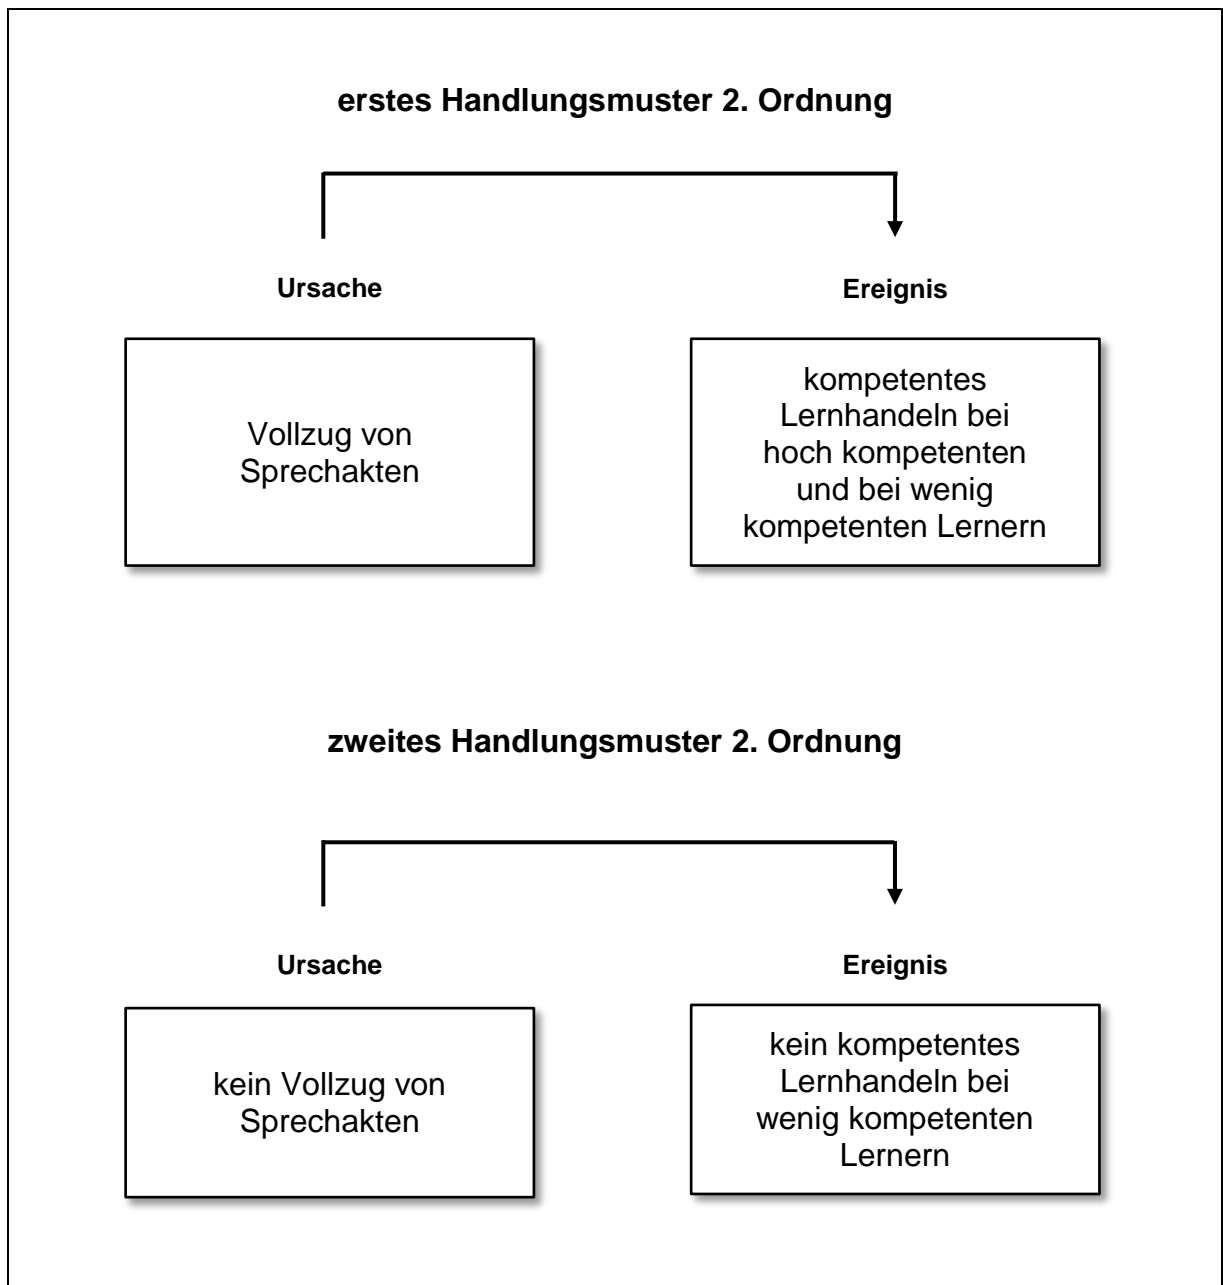 erstes Handlungsmuster 2. Ordnung
Ursache
Ereignis
Vollzug von
Sprechakten
kompetentes
Lernhandeln bei
hoch kompetenten
und bei wenig
kompetenten Lernern
zweites Handlungsmuster 2. Ordnung
Ursache
Ereignis
kein Vollzug von
Sprechakten
kein kompetentes
Lernhandeln bei
wenig kompetenten
Lernern